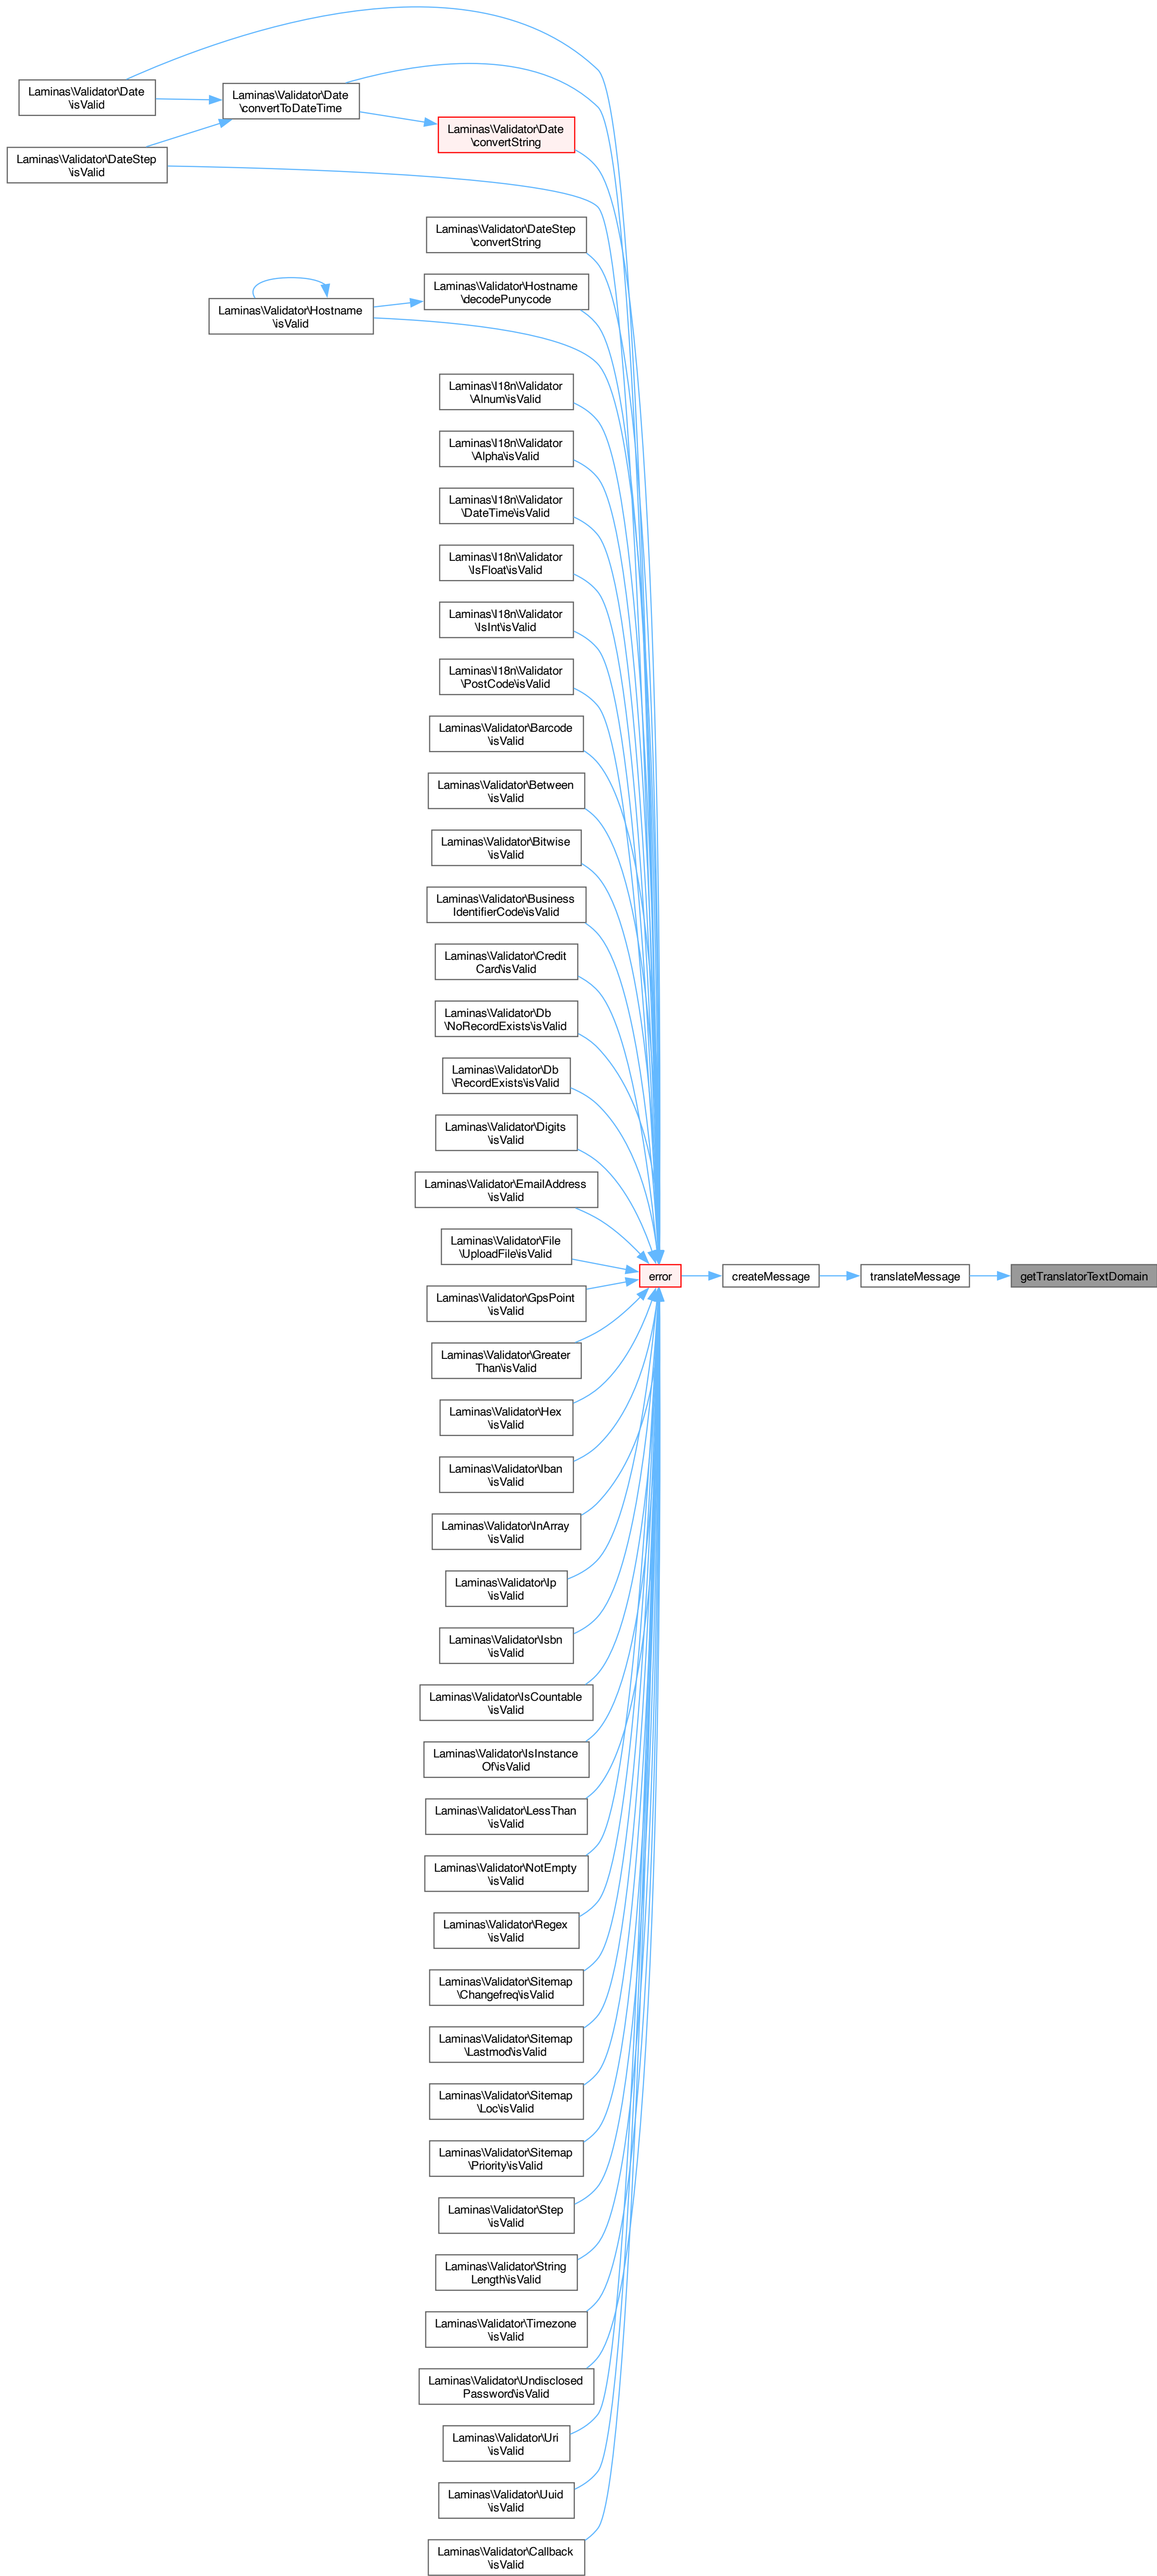 Laminas\Validator\Date
\isValid
Laminas\Validator\Date
\convertToDateTime
Laminas\Validator\Date
\convertString
Laminas\Validator\DateStep
\isValid
Laminas\Validator\DateStep
\convertString
Laminas\Validator\Hostname
\decodePunycode
Laminas\Validator\Hostname
\isValid
Laminas\I18n\Validator
\Alnum\isValid
Laminas\I18n\Validator
\Alpha\isValid
Laminas\I18n\Validator
\DateTime\isValid
Laminas\I18n\Validator
\IsFloat\isValid
Laminas\I18n\Validator
\IsInt\isValid
Laminas\I18n\Validator
\PostCode\isValid
Laminas\Validator\Barcode
\isValid
Laminas\Validator\Between
\isValid
Laminas\Validator\Bitwise
\isValid
Laminas\Validator\Business
IdentifierCode\isValid
Laminas\Validator\Credit
Card\isValid
Laminas\Validator\Db
\NoRecordExists\isValid
Laminas\Validator\Db
\RecordExists\isValid
Laminas\Validator\Digits
\isValid
Laminas\Validator\EmailAddress
\isValid
Laminas\Validator\File
\UploadFile\isValid
error
createMessage
translateMessage
getTranslatorTextDomain
Laminas\Validator\GpsPoint
\isValid
Laminas\Validator\Greater
Than\isValid
Laminas\Validator\Hex
\isValid
Laminas\Validator\Iban
\isValid
Laminas\Validator\InArray
\isValid
Laminas\Validator\Ip
\isValid
Laminas\Validator\Isbn
\isValid
Laminas\Validator\IsCountable
\isValid
Laminas\Validator\IsInstance
Of\isValid
Laminas\Validator\LessThan
\isValid
Laminas\Validator\NotEmpty
\isValid
Laminas\Validator\Regex
\isValid
Laminas\Validator\Sitemap
\Changefreq\isValid
Laminas\Validator\Sitemap
\Lastmod\isValid
Laminas\Validator\Sitemap
\Loc\isValid
Laminas\Validator\Sitemap
\Priority\isValid
Laminas\Validator\Step
\isValid
Laminas\Validator\String
Length\isValid
Laminas\Validator\Timezone
\isValid
Laminas\Validator\Undisclosed
Password\isValid
Laminas\Validator\Uri
\isValid
Laminas\Validator\Uuid
\isValid
Laminas\Validator\Callback
\isValid